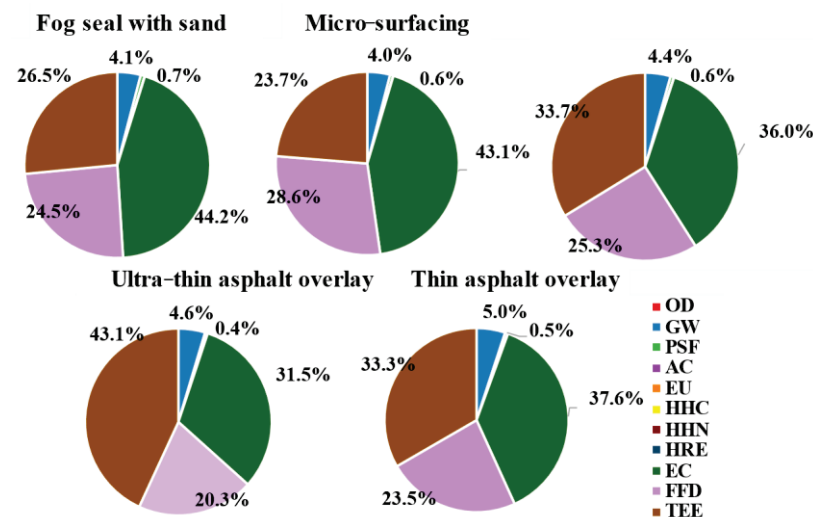 Fog seal with sand
4.1%
0.7%
26.5%
24.5%
44.2%
Micro-surfacing
4.0%
0.6%
23.7%
43.1%
28.6%
4.4%
0.6%
33.7%
36.0%
25.3%
Ultra-thin asphalt overlay
4.6%
0.4%
43.1%
31.5%
20.3%
Thin asphalt overlay
5.0%
0.5%
33.3%
37.6%
23.5%
OD
GW
PSF
AC
EU
HHC
HHN
HRE
EC
FFD
TEE